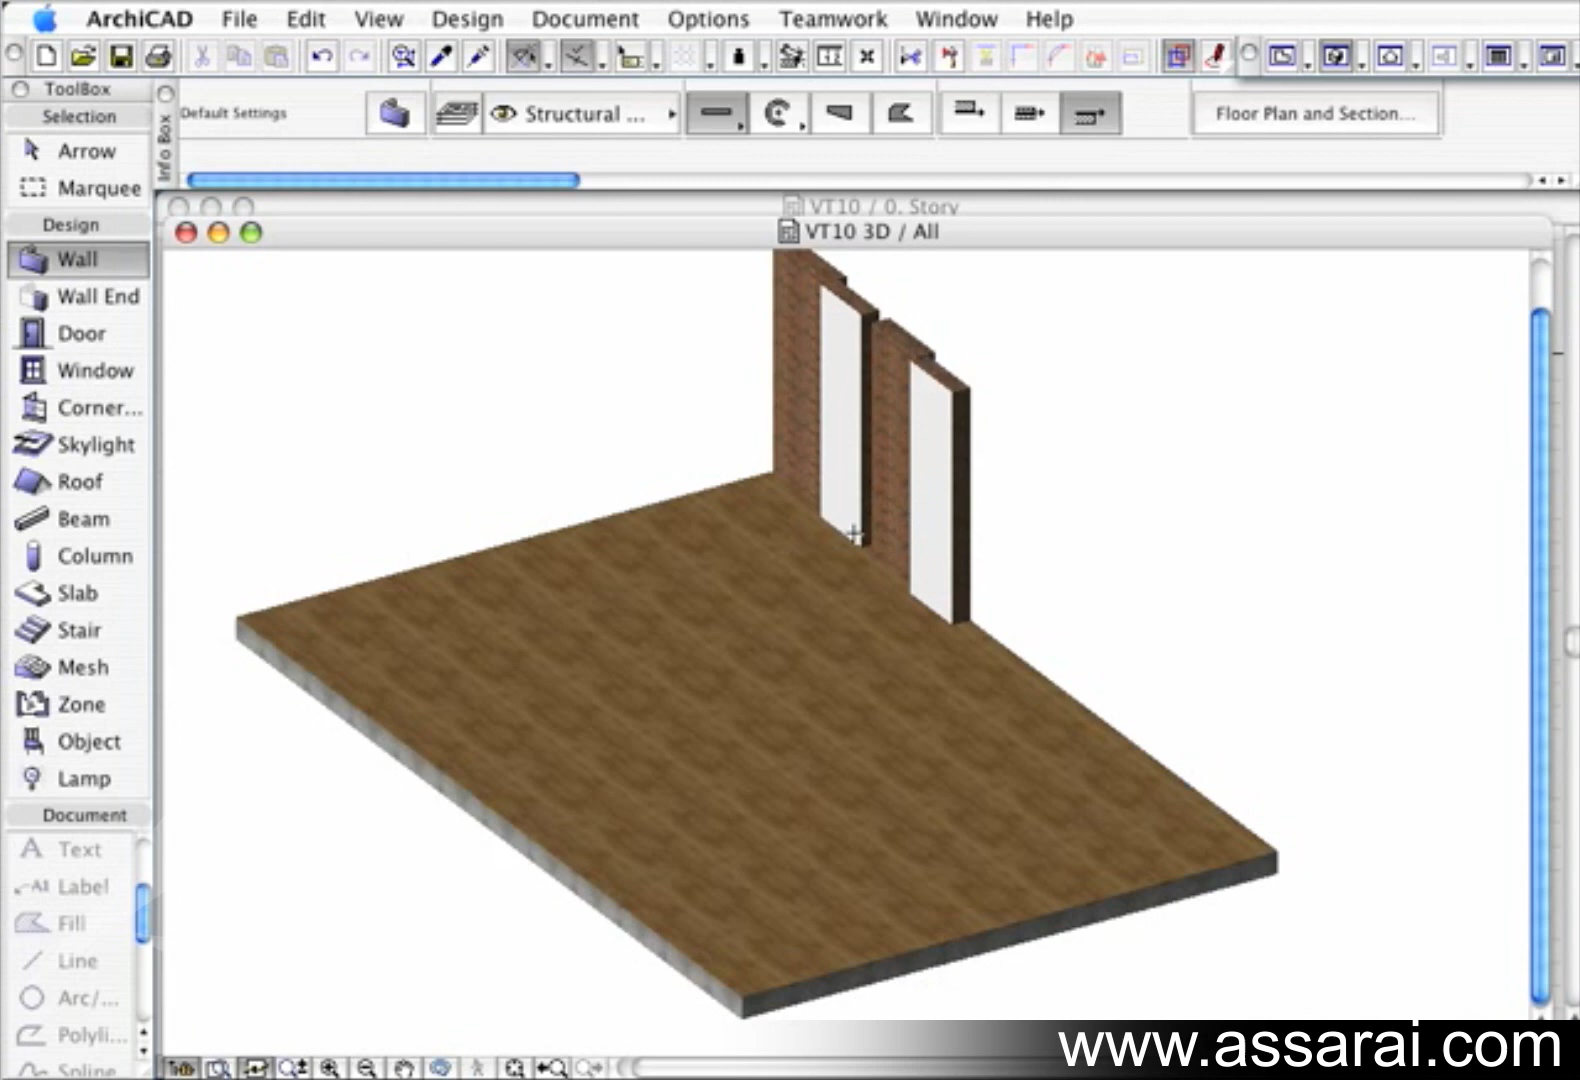 ArchiCAD File Edit View Design Document Options Teamwork Window Help
ToolBox
Selection
Arrow
Marquee
Design
Wall
Wall End
Door
Window
Corner...
Skylight
Roof
Beam
Column
Slab
Stair
Mesh
Zone
Object
Lamp
Document
Text
Label
Fill
Line
Arc/...
Polyli...
Spline
Info Box
Default Settings
Structural ...
Floor Plan and Section...
VT10 / 0. Story
VT10 3D / All
www.assarai.com